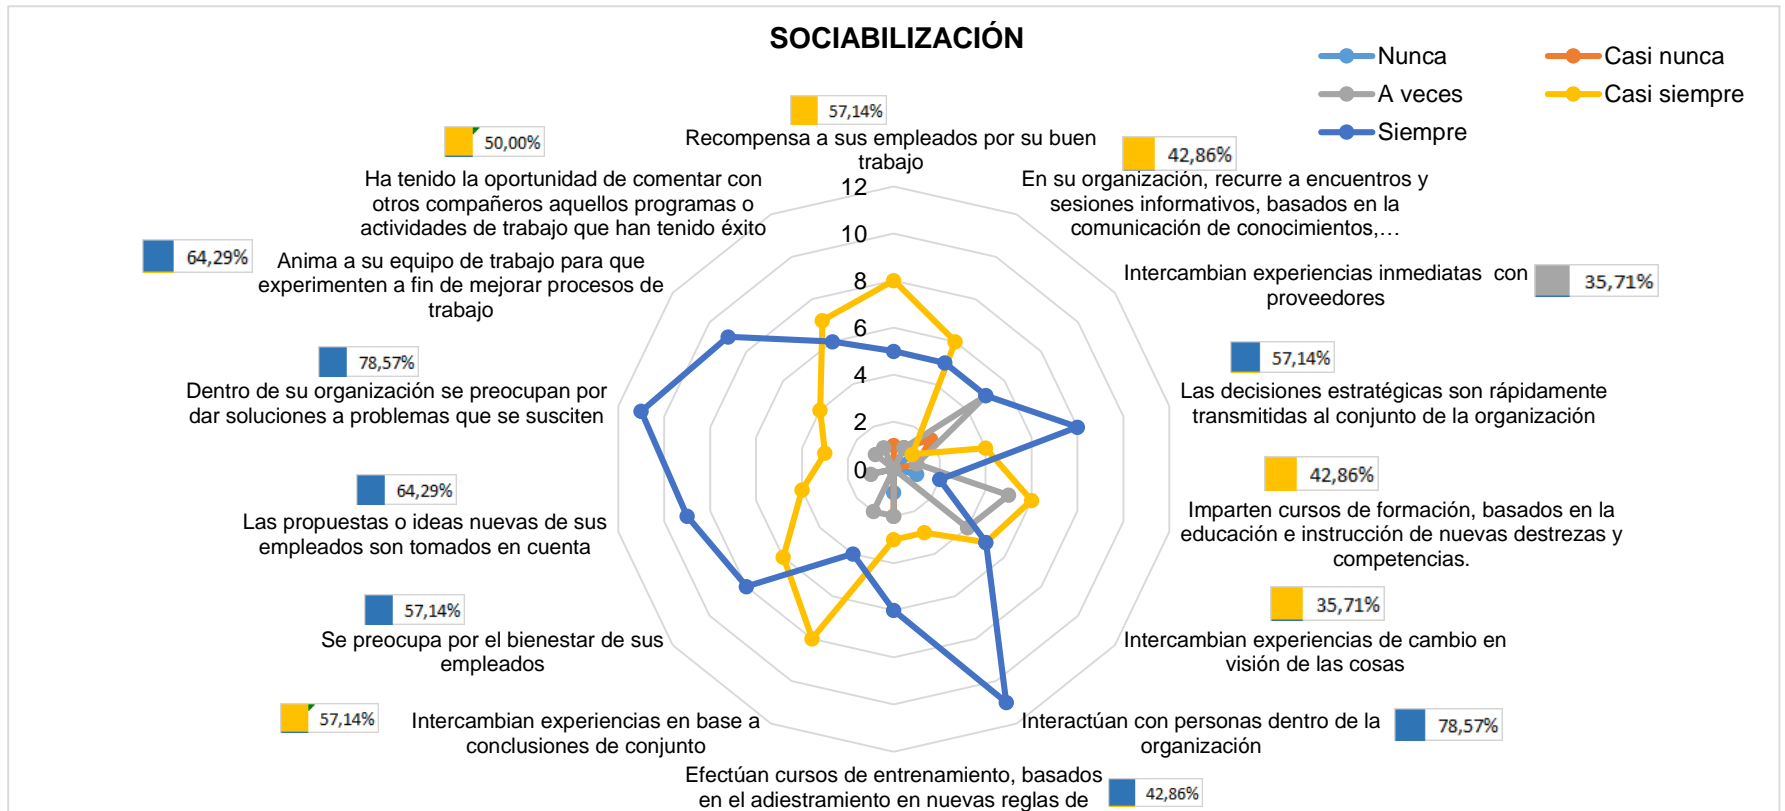 SOCIABILIZACIÓN
Nunca
Casi nunca
A veces
Casi siempre
Siempre
57,14%
Recompensa a sus empleados por su buen
trabajo
42,86%
En su organización, recurre a encuentros y
sesiones informativos, basados en la
comunicación de conocimientos,…
Intercambian experiencias inmediatas con
proveedores
35,71%
57,14%
Las decisiones estratégicas son rápidamente
transmitidas al conjunto de la organización
42,86%
Imparten cursos de formación, basados en la
educación e instrucción de nuevas destrezas y
competencias.
35,71%
Intercambian experiencias de cambio en
visión de las cosas
Interactúan con personas dentro de la
organización
78,57%
Efectúan cursos de entrenamiento, basados
en el adiestramiento en nuevas reglas de
42,86%
57,14%
Intercambian experiencias en base a
conclusiones de conjunto
57,14%
Se preocupa por el bienestar de sus
empleados
64,29%
Las propuestas o ideas nuevas de sus
empleados son tomados en cuenta
78,57%
Dentro de su organización se preocupan por
dar soluciones a problemas que se susciten
64,29%
Anima a su equipo de trabajo para que
experimenten a fin de mejorar procesos de
trabajo
50,00%
Ha tenido la oportunidad de comentar con
otros compañeros aquellos programas o
actividades de trabajo que han tenido éxito
12
10
8
6
4
2
0